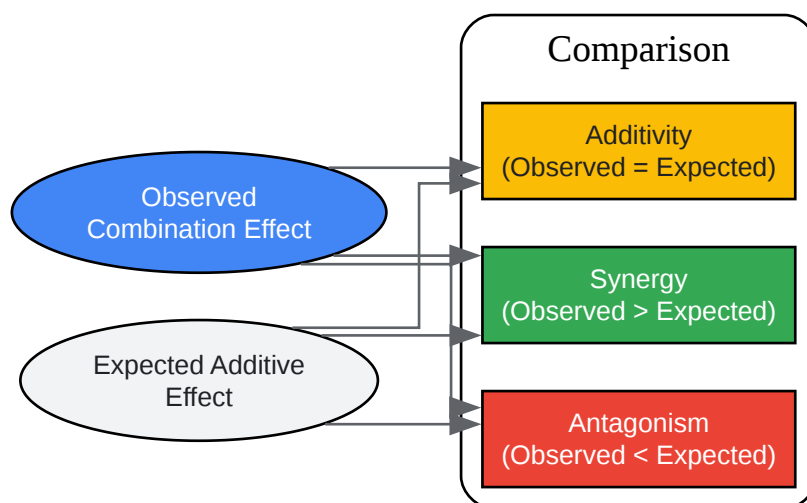 Comparison
Additivity
(Observed = Expected)
Observed
Combination Effect
Synergy
(Observed > Expected)
Expected Additive
Effect
Antagonism
(Observed < Expected)